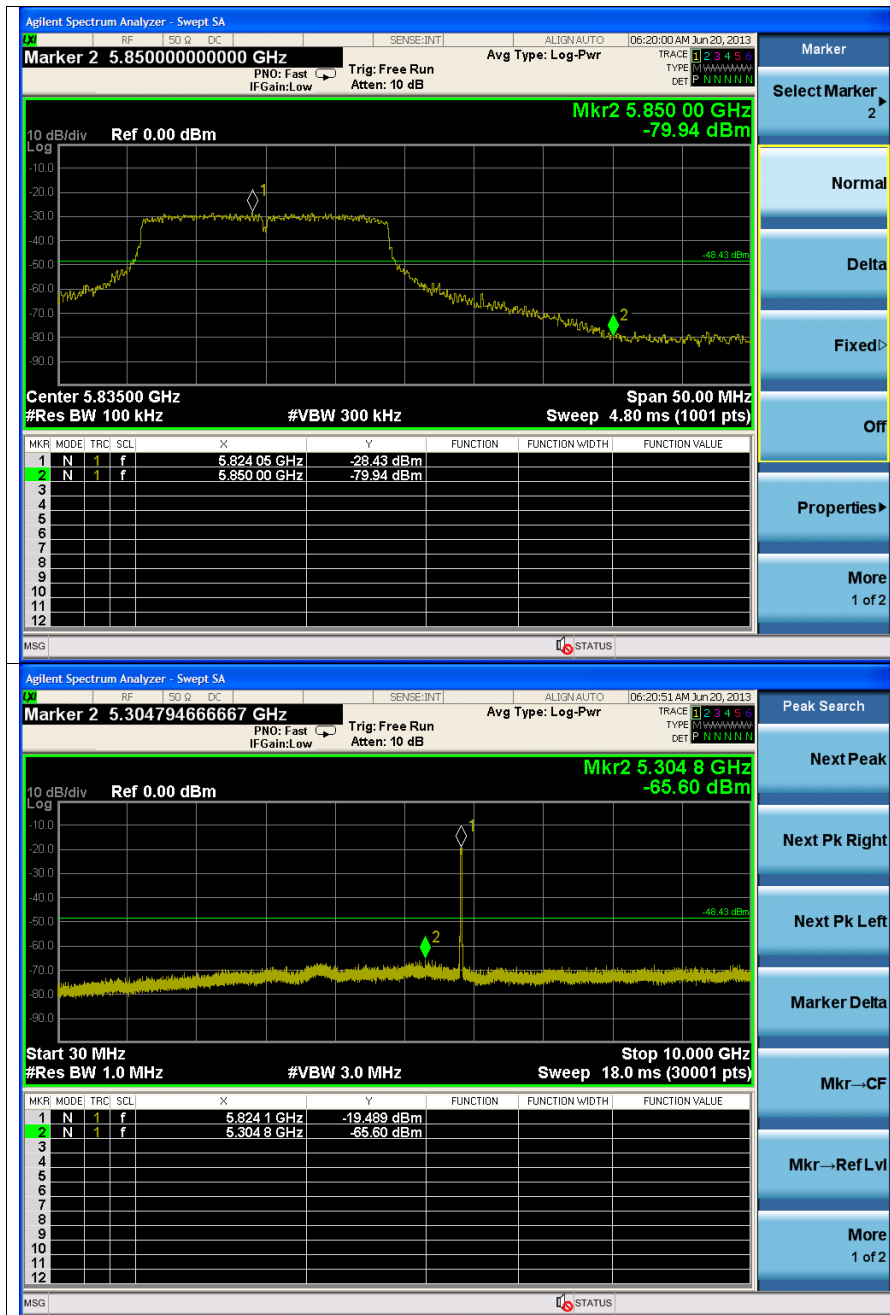 Agilent Spectrum Analyzer - Swept SA
LXI RF 50 Ω DC SENSE:INT ALIGNAUTO 06:20:00 AM Jun 20, 2013
Marker 2 5.850000000000 GHz
PNO: Fast
IFGain:Low
Trig: Free Run
Atten: 10 dB
Avg Type: Log-Pwr
TRACE 1 2 3 4 5 6
TYPE M W W W W W
DET P N N N N N
Mkr2 5.850 00 GHz
-79.94 dBm
10 dB/div Ref 0.00 dBm
Log
-10.0
-20.0
-30.0
-40.0
-50.0
-60.0
-70.0
-80.0
-90.0
1
-48.43 dBm
2
Center 5.83500 GHz Span 50.00 MHz
#Res BW 100 kHz #VBW 300 kHz Sweep 4.80 ms (1001 pts)
MKR MODE TRC SCL X Y FUNCTION FUNCTION WIDTH FUNCTION VALUE
1 N 1 f 5.824 05 GHz -28.43 dBm
2 N 1 f 5.850 00 GHz -79.94 dBm
3
4
5
6
7
8
9
10
11
12
MSG STATUS
Marker
Select Marker
2
Normal
Delta
Fixed
Off
Properties
More
1 of 2
Agilent Spectrum Analyzer - Swept SA
LXI RF 50 Ω DC SENSE:INT ALIGNAUTO 06:20:51 AM Jun 20, 2013
Marker 2 5.304794666667 GHz
PNO: Fast
IFGain:Low
Trig: Free Run
Atten: 10 dB
Avg Type: Log-Pwr
TRACE 1 2 3 4 5 6
TYPE M W W W W W
DET P N N N N N
Mkr2 5.304 8 GHz
-65.60 dBm
10 dB/div Ref 0.00 dBm
Log
-10.0
-20.0
-30.0
-40.0
-50.0
-60.0
-70.0
-80.0
-90.0
1
-48.43 dBm
2
Start 30 MHz Stop 10.000 GHz
#Res BW 1.0 MHz #VBW 3.0 MHz Sweep 18.0 ms (30001 pts)
MKR MODE TRC SCL X Y FUNCTION FUNCTION WIDTH FUNCTION VALUE
1 N 1 f 5.824 1 GHz -19.489 dBm
2 N 1 f 5.304 8 GHz -65.60 dBm
3
4
5
6
7
8
9
10
11
12
MSG STATUS
Peak Search
Next Peak
Next Pk Right
Next Pk Left
Marker Delta
Mkr→CF
Mkr→Ref Lvl
More
1 of 2